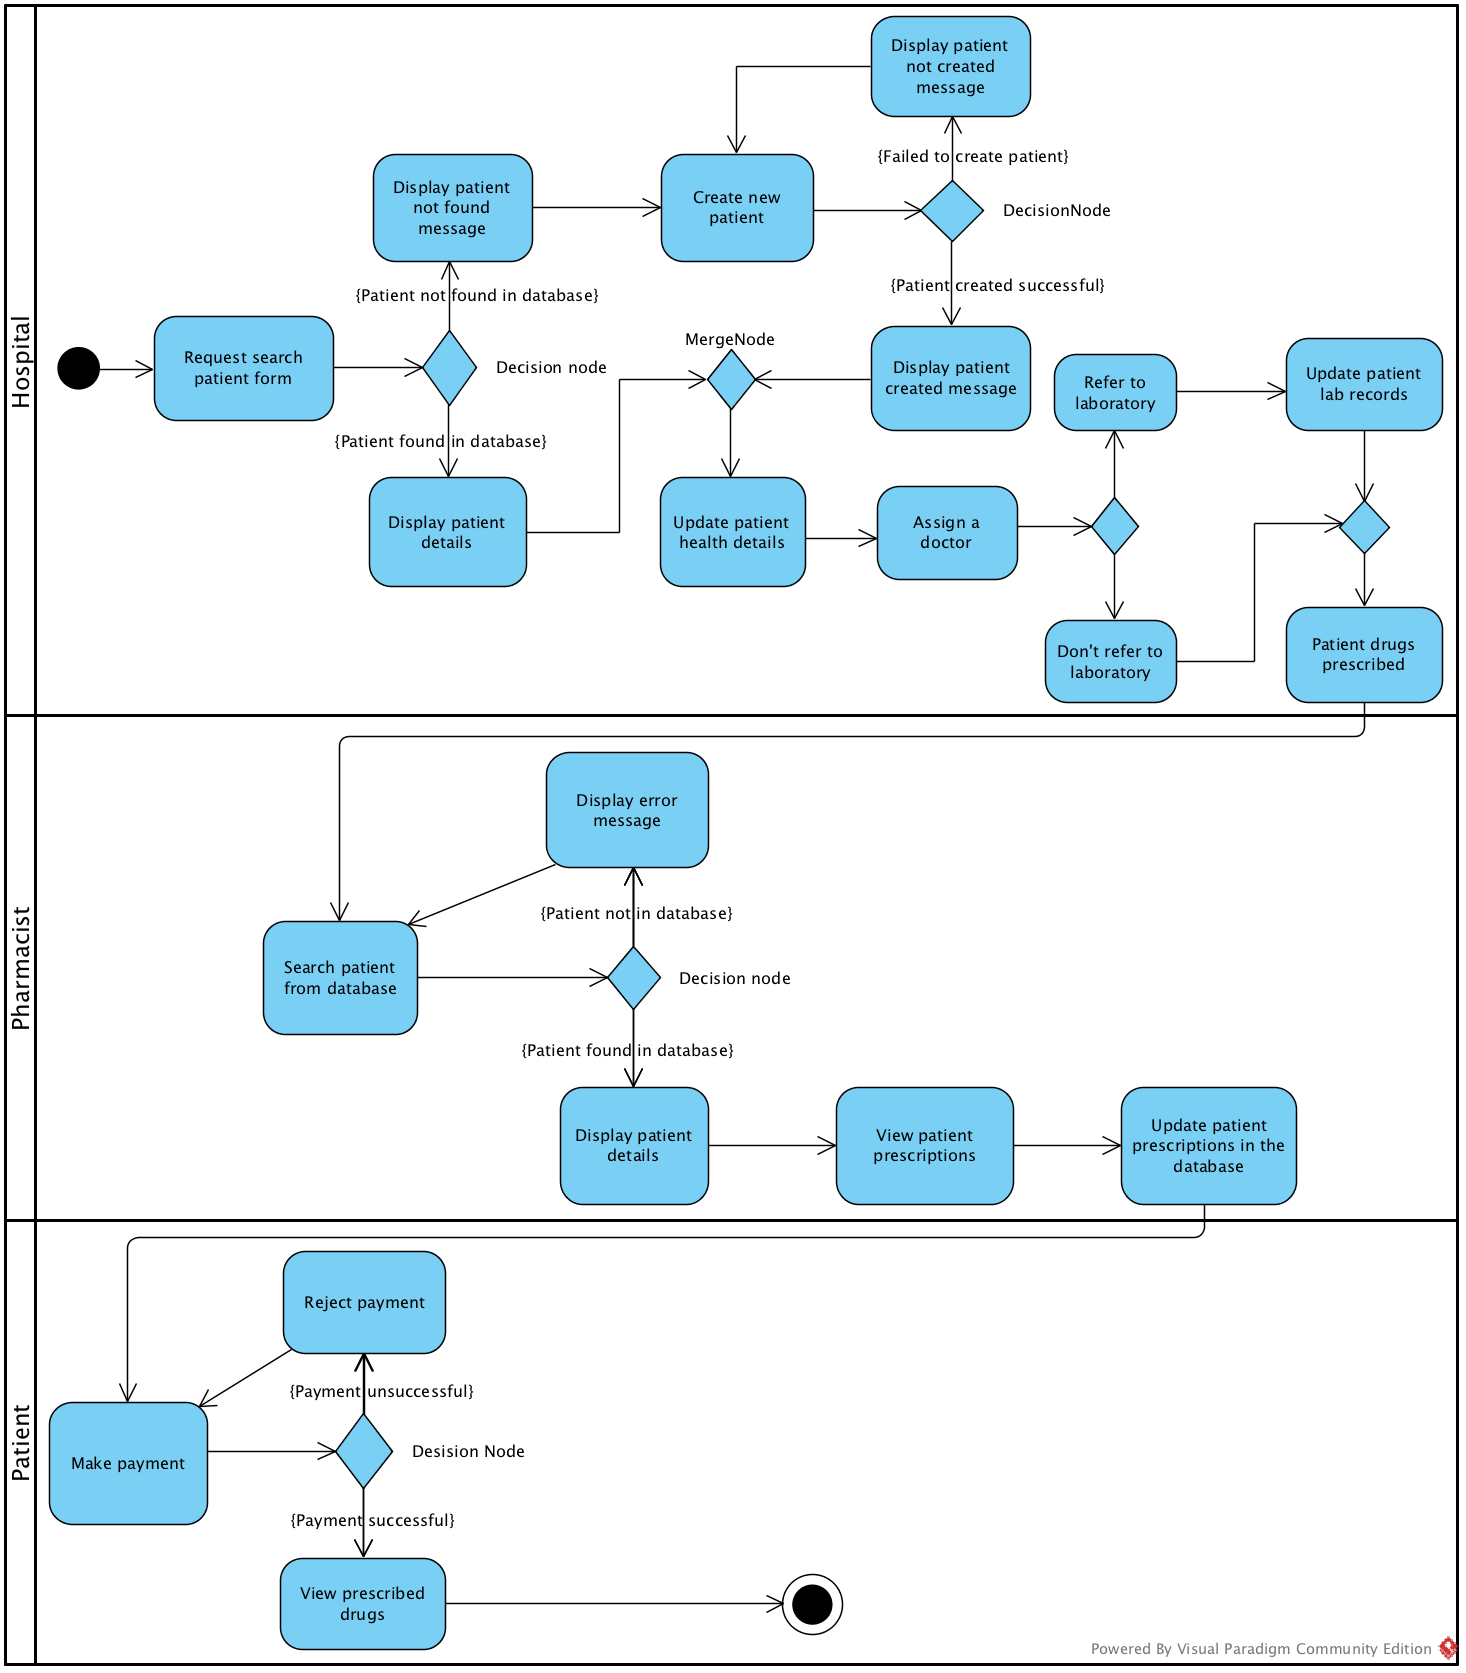 Hospital
Display patient
not created
message
{Failed to create patient}
Display patient
not found
message
Create new
patient
DecisionNode
{Patient not found in database}
{Patient created successful}
Request search
patient form
Decision node
MergeNode
Display patient
created message
Refer to
laboratory
Update patient
lab records
{Patient found in database}
Display patient
details
Update patient
health details
Assign a
doctor
Don't refer to
laboratory
Patient drugs
prescribed
Pharmacist
Display error
message
{Patient not in database}
Search patient
from database
Decision node
{Patient found in database}
Display patient
details
View patient
prescriptions
Update patient
prescriptions in the
database
Patient
Reject payment
{Payment unsuccessful}
Make payment
Desision Node
{Payment successful}
View prescribed
drugs
Powered By Visual Paradigm Community Edition